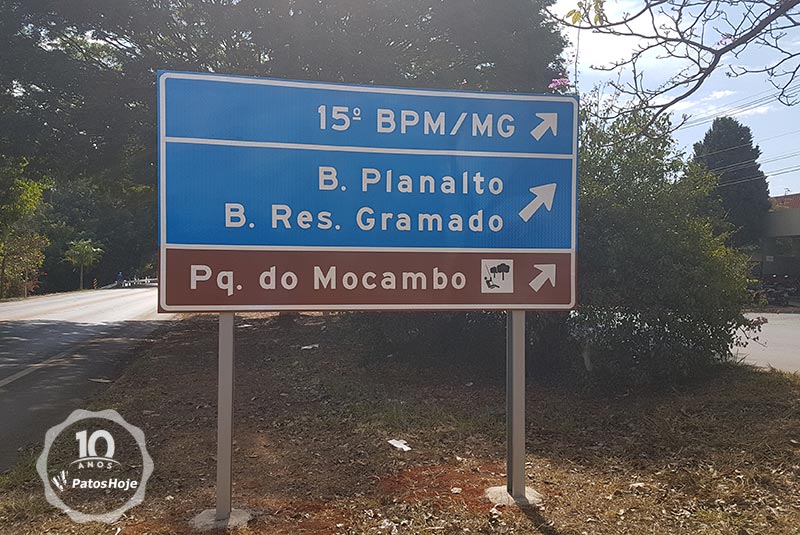 15º BPM/MG
B. Planalto
B. Res. Gramado
Pq. do Mocambo
10
ANOS
PatosHoje